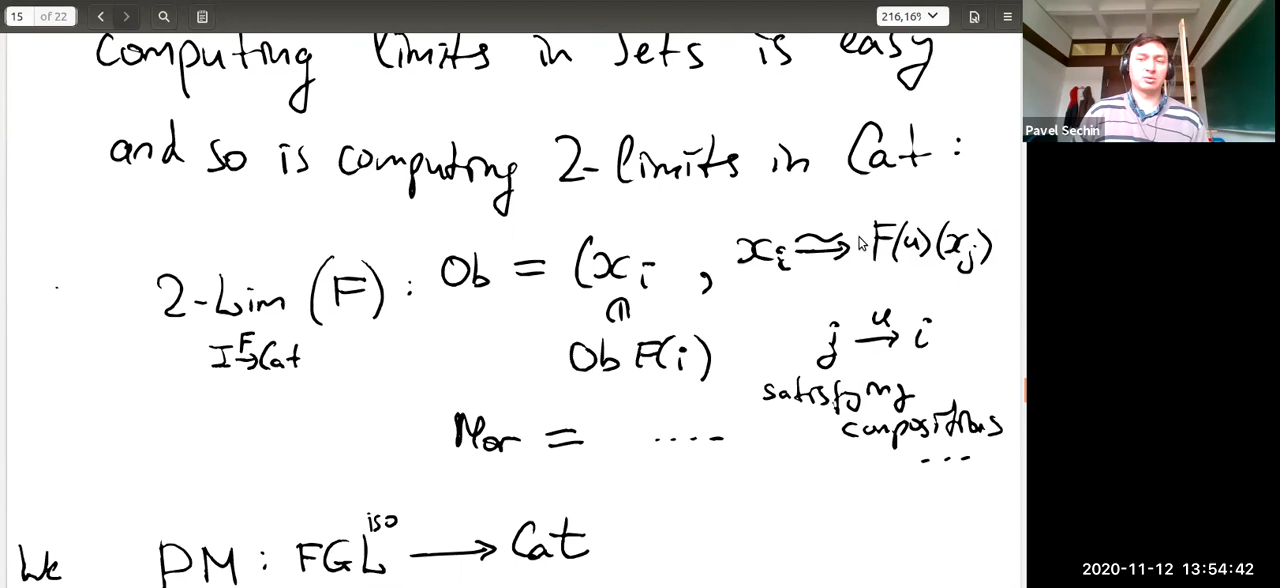 15 of 22
216,16%
computing limits in Sets is easy
Pavel Sechin
and so is computing 2-limits in Cat :
2-Lim (F) : Ob = (x_i , x_i ≃→ F(u)(x_j)
I F→ Cat
∩
Ob F(i)
j u→ i
satisfying
compositions
...
Mor = ....
We PM : FGL^iso ⟶ Cat
2020-11-12 13:54:42